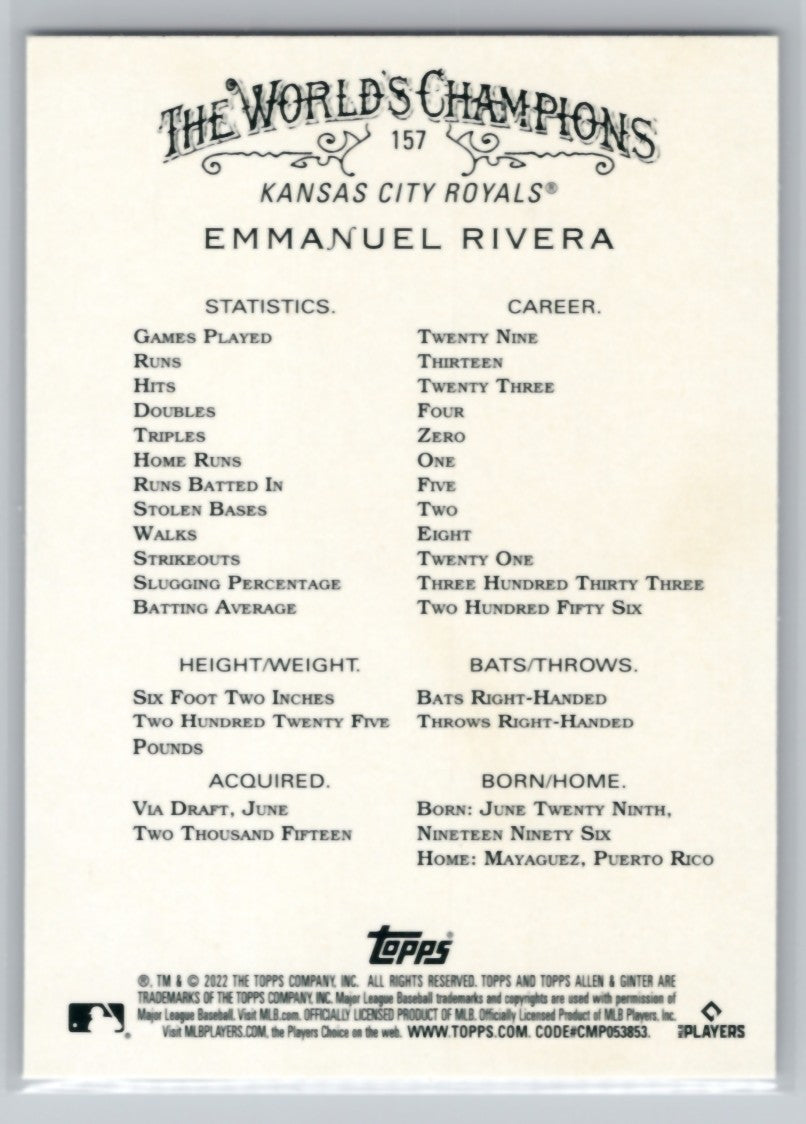 THE WORLD'S CHAMPIONS
157
KANSAS CITY ROYALS®
EMMANUEL RIVERA
STATISTICS. CAREER.
GAMES PLAYED TWENTY NINE
RUNS THIRTEEN
HITS TWENTY THREE
DOUBLES FOUR
TRIPLES ZERO
HOME RUNS ONE
RUNS BATTED IN FIVE
STOLEN BASES TWO
WALKS EIGHT
STRIKEOUTS TWENTY ONE
SLUGGING PERCENTAGE THREE HUNDRED THIRTY THREE
BATTING AVERAGE TWO HUNDRED FIFTY SIX
HEIGHT/WEIGHT.
SIX FOOT TWO INCHES
TWO HUNDRED TWENTY FIVE
POUNDS
BATS/THROWS.
BATS RIGHT-HANDED
THROWS RIGHT-HANDED
ACQUIRED.
VIA DRAFT, JUNE
TWO THOUSAND FIFTEEN
BORN/HOME.
BORN: JUNE TWENTY NINTH,
NINETEEN NINETY SIX
HOME: MAYAGUEZ, PUERTO RICO
TOPPS®
®, TM & © 2022 THE TOPPS COMPANY, INC. ALL RIGHTS RESERVED. TOPPS AND TOPPS ALLEN & GINTER ARE
TRADEMARKS OF THE TOPPS COMPANY, INC. Major League Baseball trademarks and copyrights are used with permission of
Major League Baseball. Visit MLB.com. OFFICIALLY LICENSED PRODUCT OF MLB. Officially Licensed Product of MLB Players, Inc.
Visit MLBPLAYERS.COM, the Players Choice on the web. WWW.TOPPS.COM. CODE#CMP053853.
MLB PLAYERS